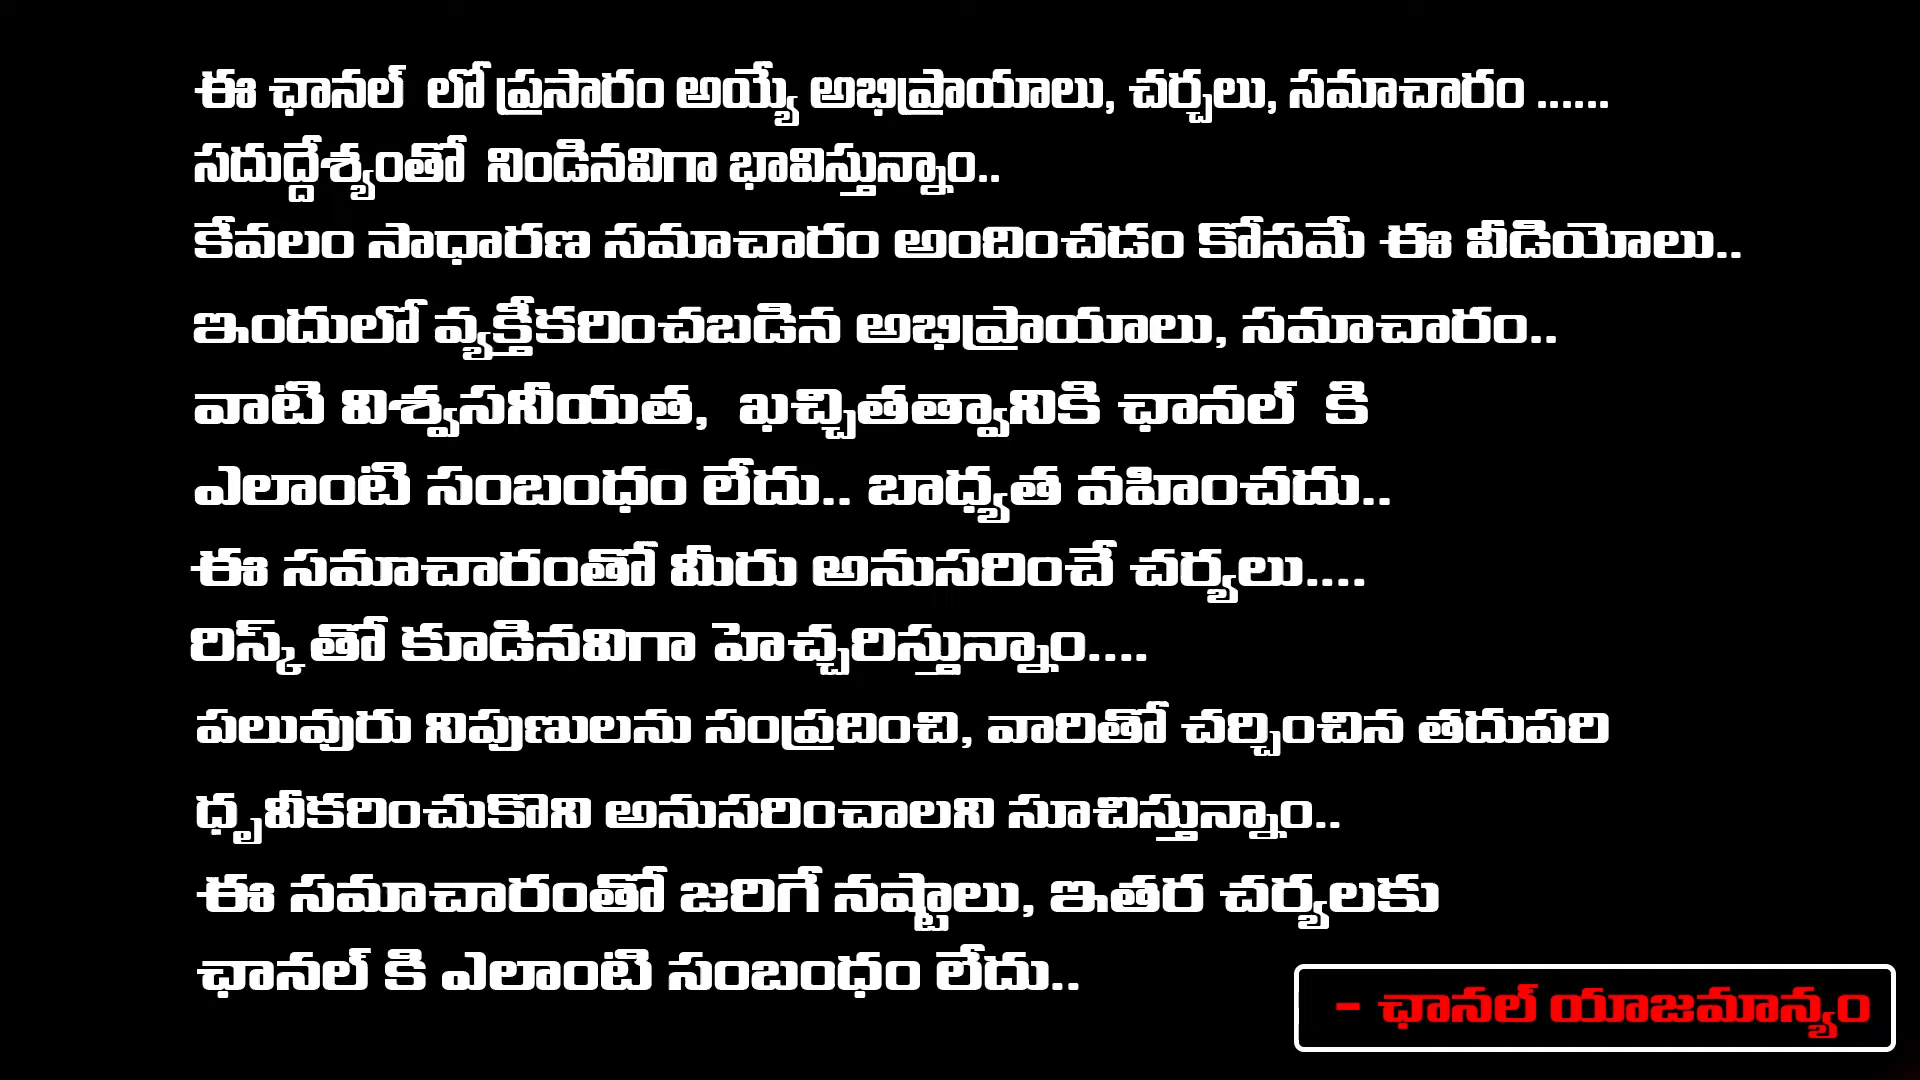 ఈ ఛానల్ లో ప్రసారం అయ్యే అభిప్రాయాలు, చర్చలు, సమాచారం ......
సదుద్దేశ్యంతో నిండినవిగా భావిస్తున్నాం..
కేవలం సాధారణ సమాచారం అందించడం కోసమే ఈ వీడియోలు..
ఇందులో వ్యక్తీకరించబడిన అభిప్రాయాలు, సమాచారం..
వాటి విశ్వసనీయత, ఖచ్చితత్వానికి ఛానల్ కి
ఎలాంటి సంబంధం లేదు.. బాధ్యత వహించదు..
ఈ సమాచారంతో మీరు అనుసరించే చర్యలు....
రిస్క్ తో కూడినవిగా హెచ్చరిస్తున్నాం....
పలువురు నిపుణులను సంప్రదించి, వారితో చర్చించిన తదుపరి
ధృవీకరించుకొని అనుసరించాలని సూచిస్తున్నాం..
ఈ సమాచారంతో జరిగే నష్టాలు, ఇతర చర్యలకు
ఛానల్ కి ఎలాంటి సంబంధం లేదు..
- ఛానల్ యాజమాన్యం